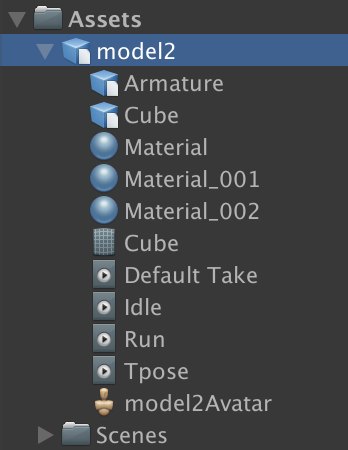 Assets
model2
Armature
Cube
Material
Material_001
Material_002
Cube
Default Take
Idle
Run
Tpose
model2Avatar
Scenes